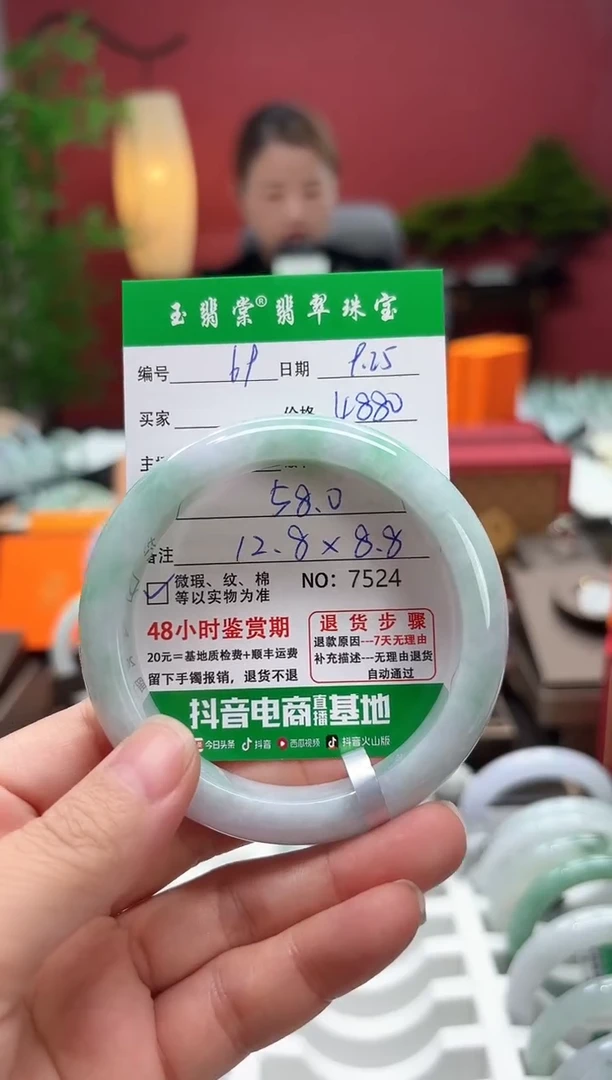 玉翡棠®翡翠珠宝
编号 61 日期 9.25
买家 价格 4880
58.0
备注 12.8×8.8
微瑕、纹、棉
等以实物为准
NO: 7524
48小时鉴赏期
20元=基地质检费+顺丰运费
留下手镯报销，退货不退
退货步骤
退款原因---7天无理由
补充描述---无理由退货
自动通过
抖音电商直播基地
今日头条 抖音 西瓜视频 抖音火山版